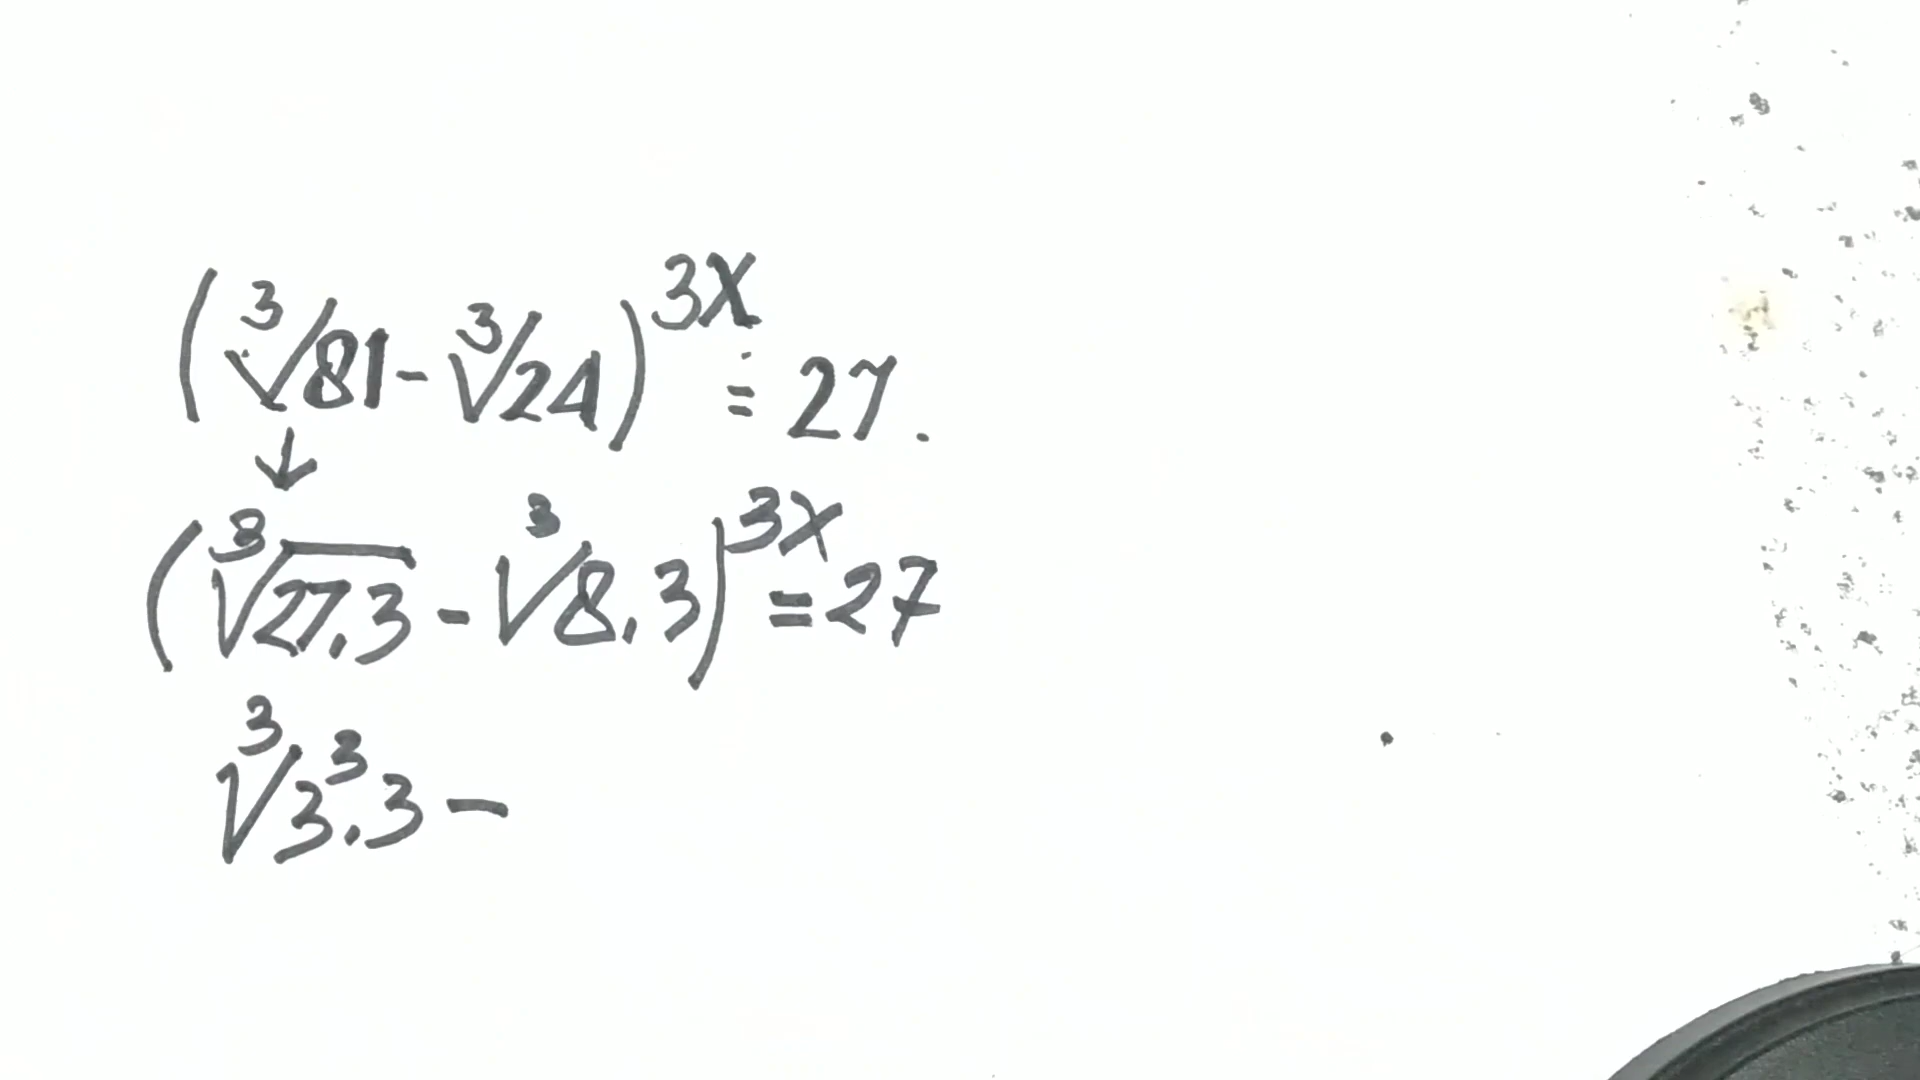 (∛81-∛24)^3x = 27.
↓
(∛27.3 - ∛8.3)^3x = 27
∛3³.3 -